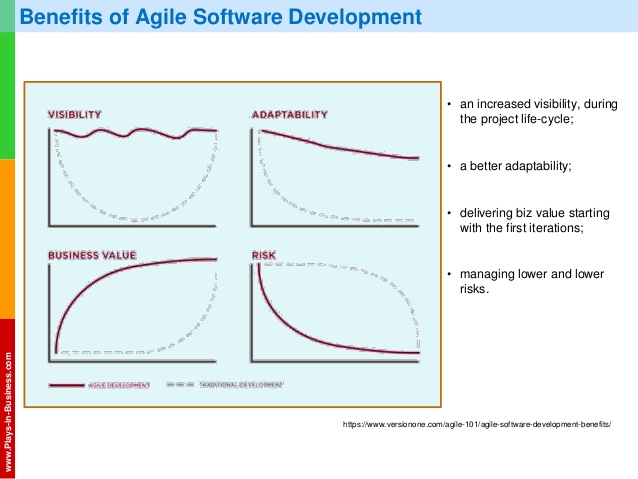 Benefits of Agile Software Development
VISIBILITY
ADAPTABILITY
BUSINESS VALUE
RISK
AGILE DEVELOPMENT
TRADITIONAL DEVELOPMENT
• an increased visibility, during
the project life-cycle;
• a better adaptability;
• delivering biz value starting
with the first iterations;
• managing lower and lower
risks.
https://www.versionone.com/agile-101/agile-software-development-benefits/
www.Plays-in-Business.com